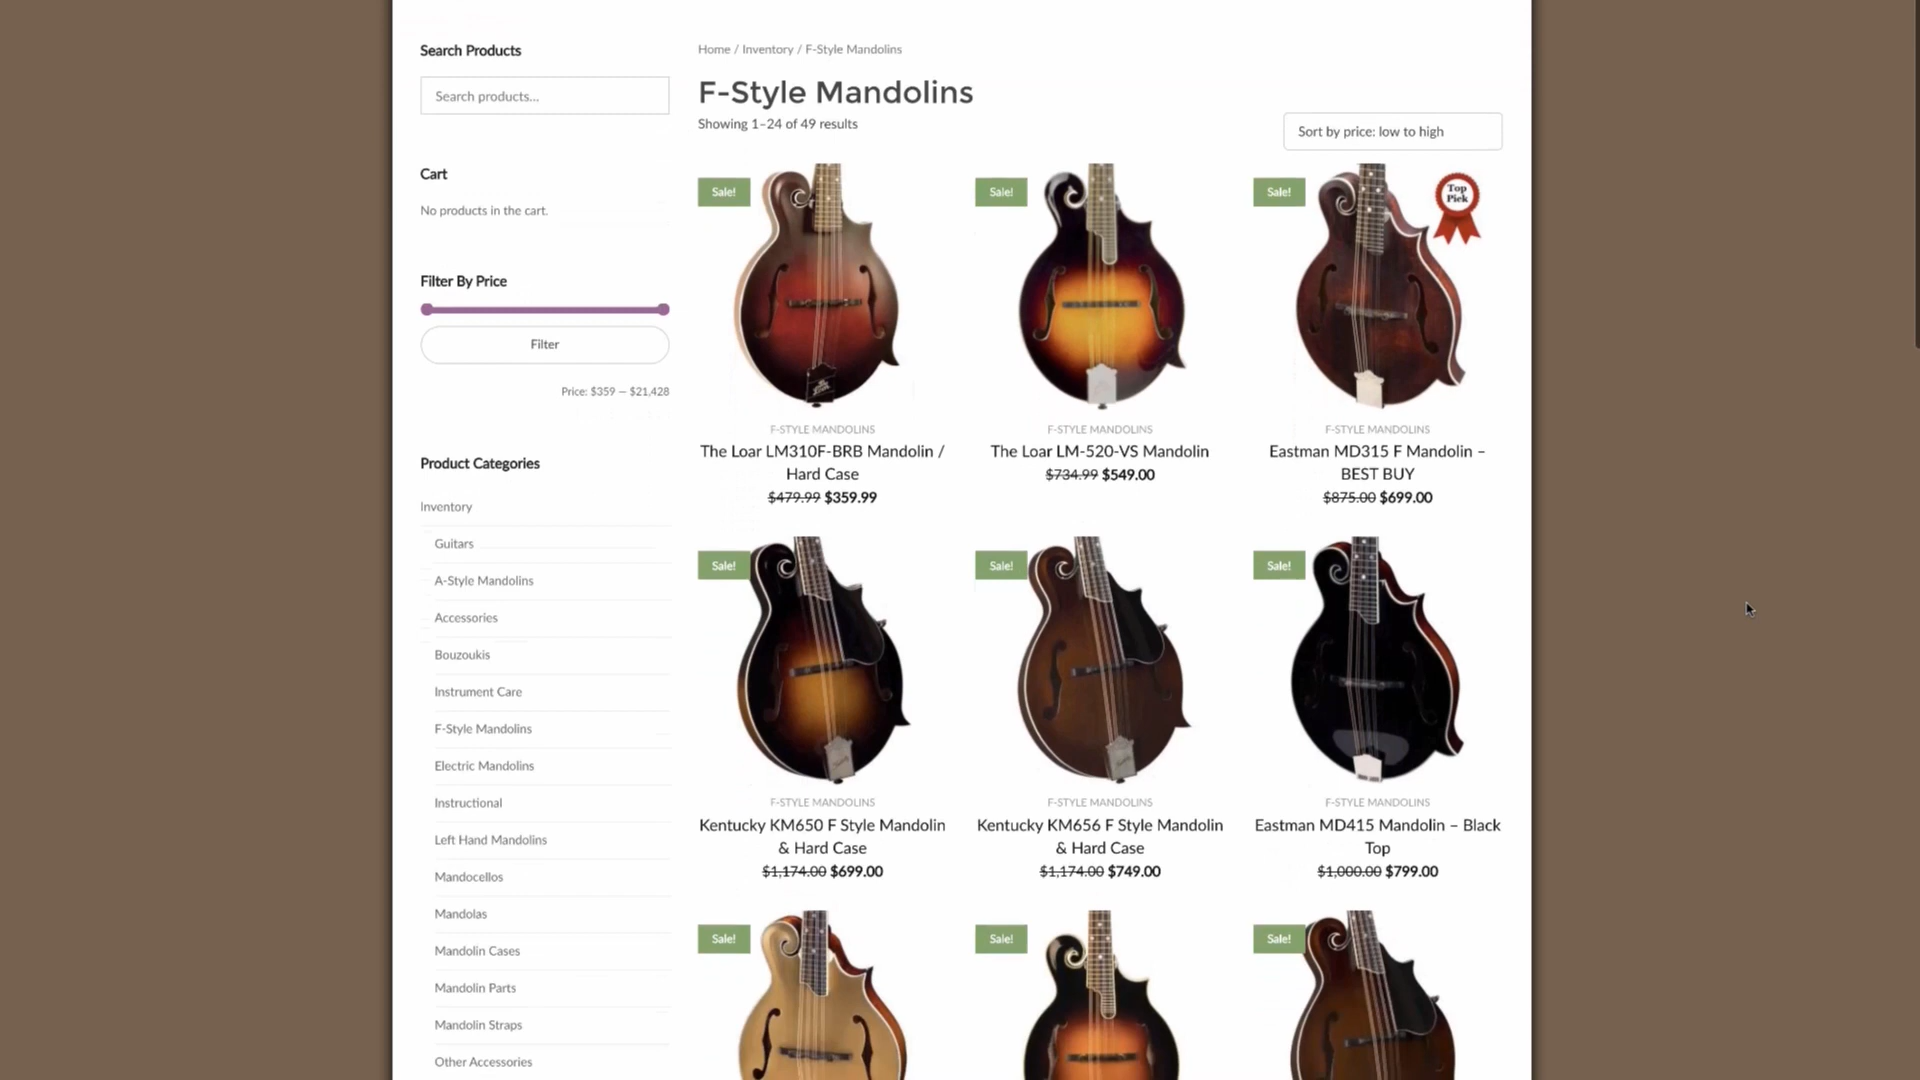 Search Products
Search products...
Cart
No products in the cart.
Filter By Price
Filter
Price: $359 — $21,428
Product Categories
Inventory
Guitars
A-Style Mandolins
Accessories
Bouzoukis
Instrument Care
F-Style Mandolins
Electric Mandolins
Instructional
Left Hand Mandolins
Mandocellos
Mandolas
Mandolin Cases
Mandolin Parts
Mandolin Straps
Other Accessories
Home / Inventory / F-Style Mandolins
F-Style Mandolins
Showing 1–24 of 49 results
Sort by price: low to high
Sale!
F-STYLE MANDOLINS
The Loar LM310F-BRB Mandolin /
Hard Case
$479.99 $359.99
Sale!
F-STYLE MANDOLINS
The Loar LM-520-VS Mandolin
$734.99 $549.00
Sale!
Top
Pick
F-STYLE MANDOLINS
Eastman MD315 F Mandolin –
BEST BUY
$875.00 $699.00
Sale!
F-STYLE MANDOLINS
Kentucky KM650 F Style Mandolin
& Hard Case
$1,174.00 $699.00
Sale!
F-STYLE MANDOLINS
Kentucky KM656 F Style Mandolin
& Hard Case
$1,174.00 $749.00
Sale!
F-STYLE MANDOLINS
Eastman MD415 Mandolin – Black
Top
$1,000.00 $799.00
Sale!
Sale!
Sale!